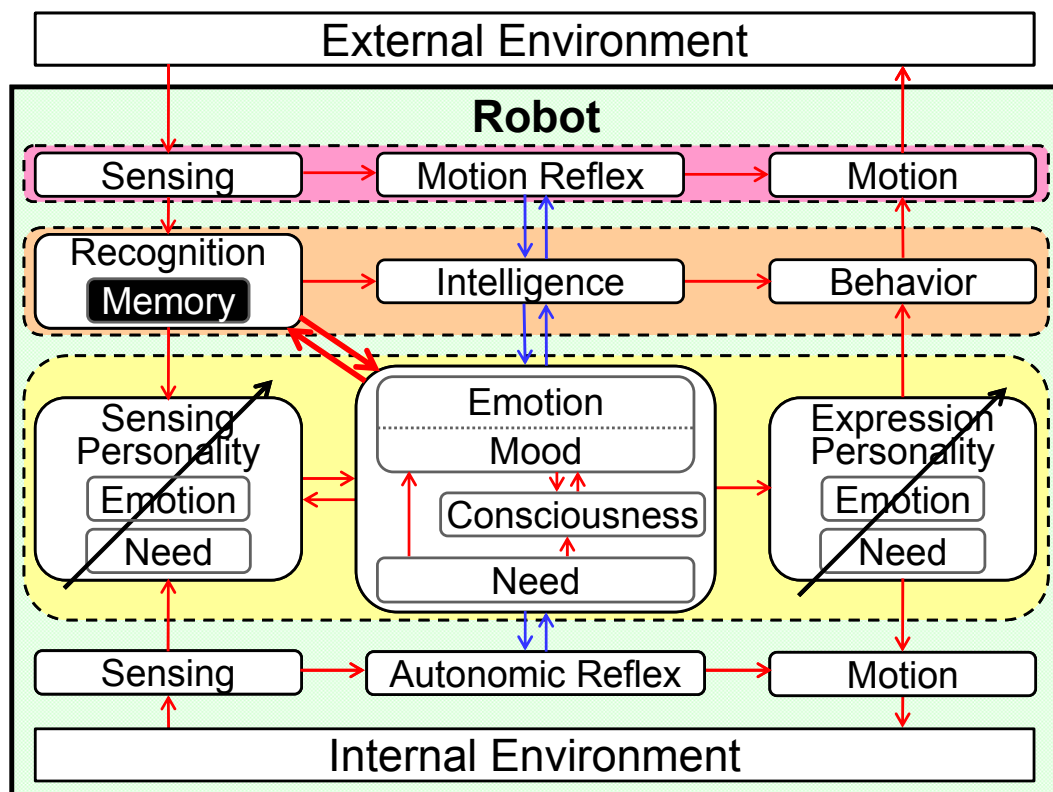 External Environment
Robot
Sensing
Motion Reflex
Motion
Recognition
Memory
Intelligence
Behavior
Sensing
Personality
Emotion
Need
Emotion
Mood
Consciousness
Need
Expression
Personality
Emotion
Need
Sensing
Autonomic Reflex
Motion
Internal Environment